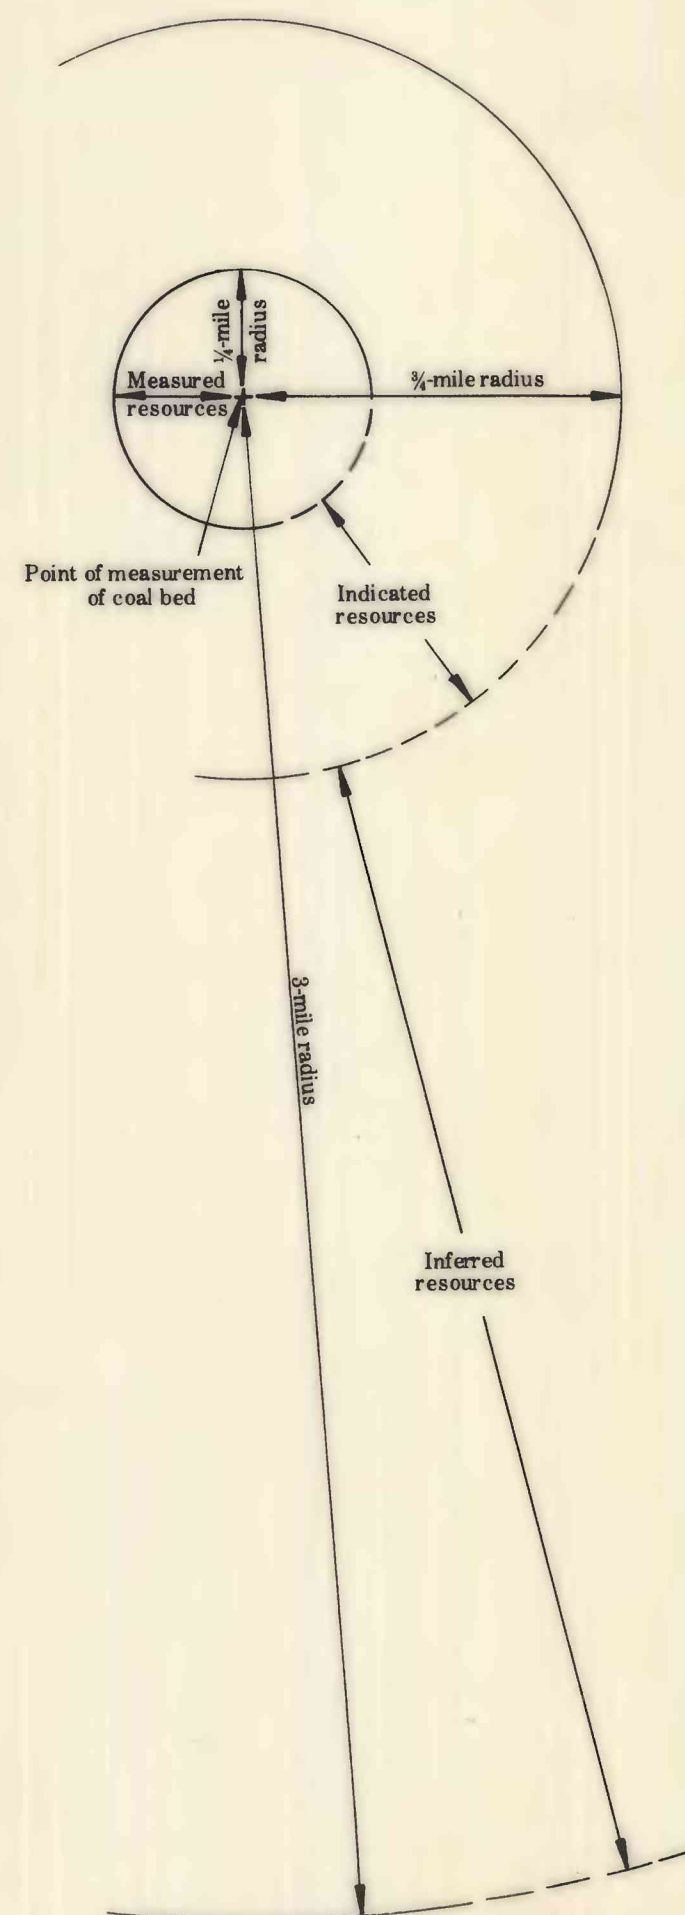 ¼-mile
radius
Measured
resources
¾-mile radius
Point of measurement
of coal bed
Indicated
resources
3-mile radius
Inferred
resources